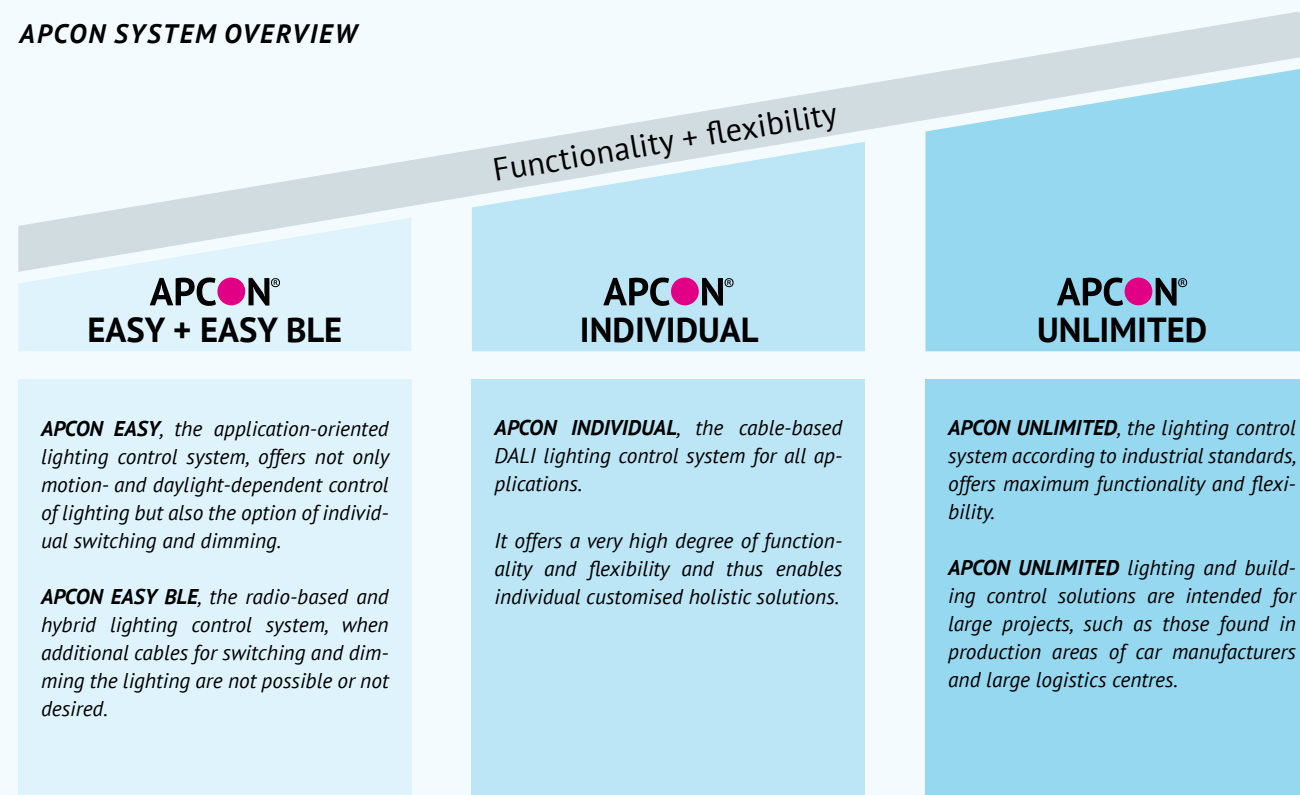 APCON SYSTEM OVERVIEW
Functionality + flexibility
APCON®
EASY + EASY BLE
APCON EASY, the application-oriented
lighting control system, offers not only
motion- and daylight-dependent control
of lighting but also the option of individ-
ual switching and dimming.
APCON EASY BLE, the radio-based and
hybrid lighting control system, when
additional cables for switching and dim-
ming the lighting are not possible or not
desired.
APCON®
INDIVIDUAL
APCON INDIVIDUAL, the cable-based
DALI lighting control system for all ap-
plications.
It offers a very high degree of function-
ality and flexibility and thus enables
individual customised holistic solutions.
APCON®
UNLIMITED
APCON UNLIMITED, the lighting control
system according to industrial standards,
offers maximum functionality and flexi-
bility.
APCON UNLIMITED lighting and build-
ing control solutions are intended for
large projects, such as those found in
production areas of car manufacturers
and large logistics centres.